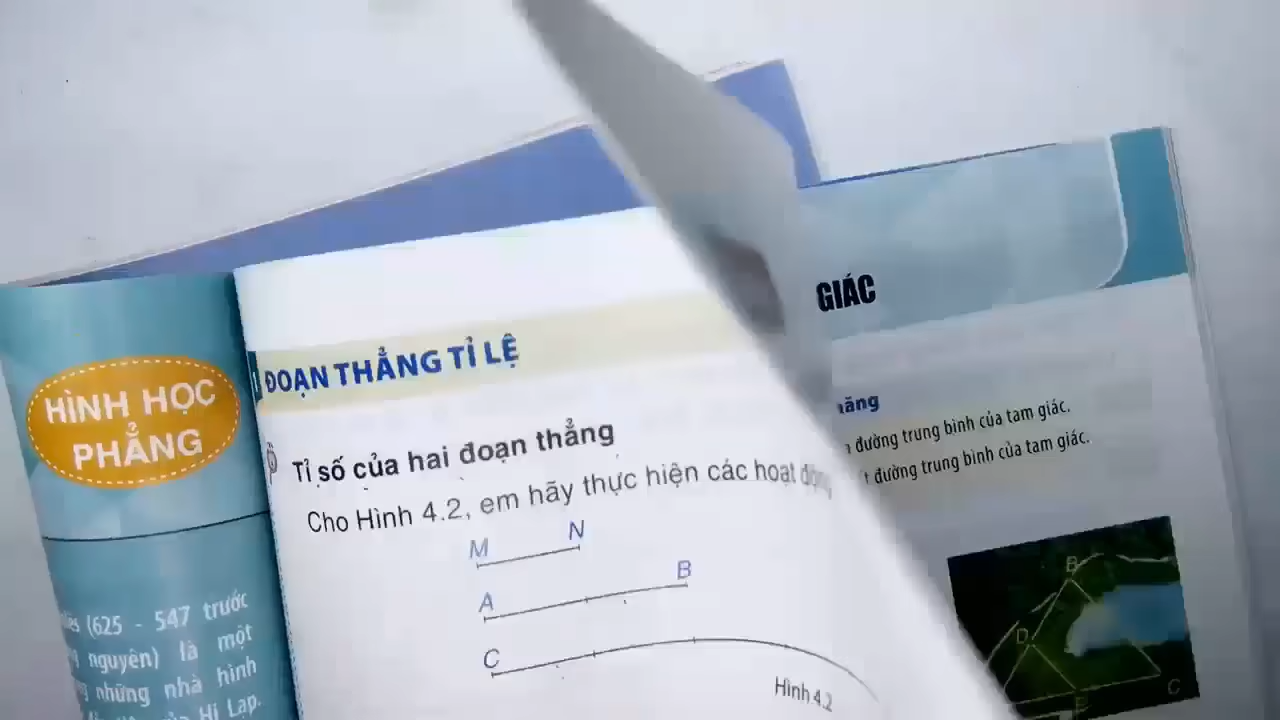 HÌNH HỌC
PHẲNG
(625 - 547 trước
nguyên) là một
những nhà hình
Hi Lạp.
ĐOẠN THẲNG TỈ LỆ
Tỉ số của hai đoạn thẳng
Cho Hình 4.2, em hãy thực hiện các hoạt
M N
A B
C
Hình 4.2
GIÁC
đường trung bình của tam giác.
đường trung bình của tam giác.
B
D
E C